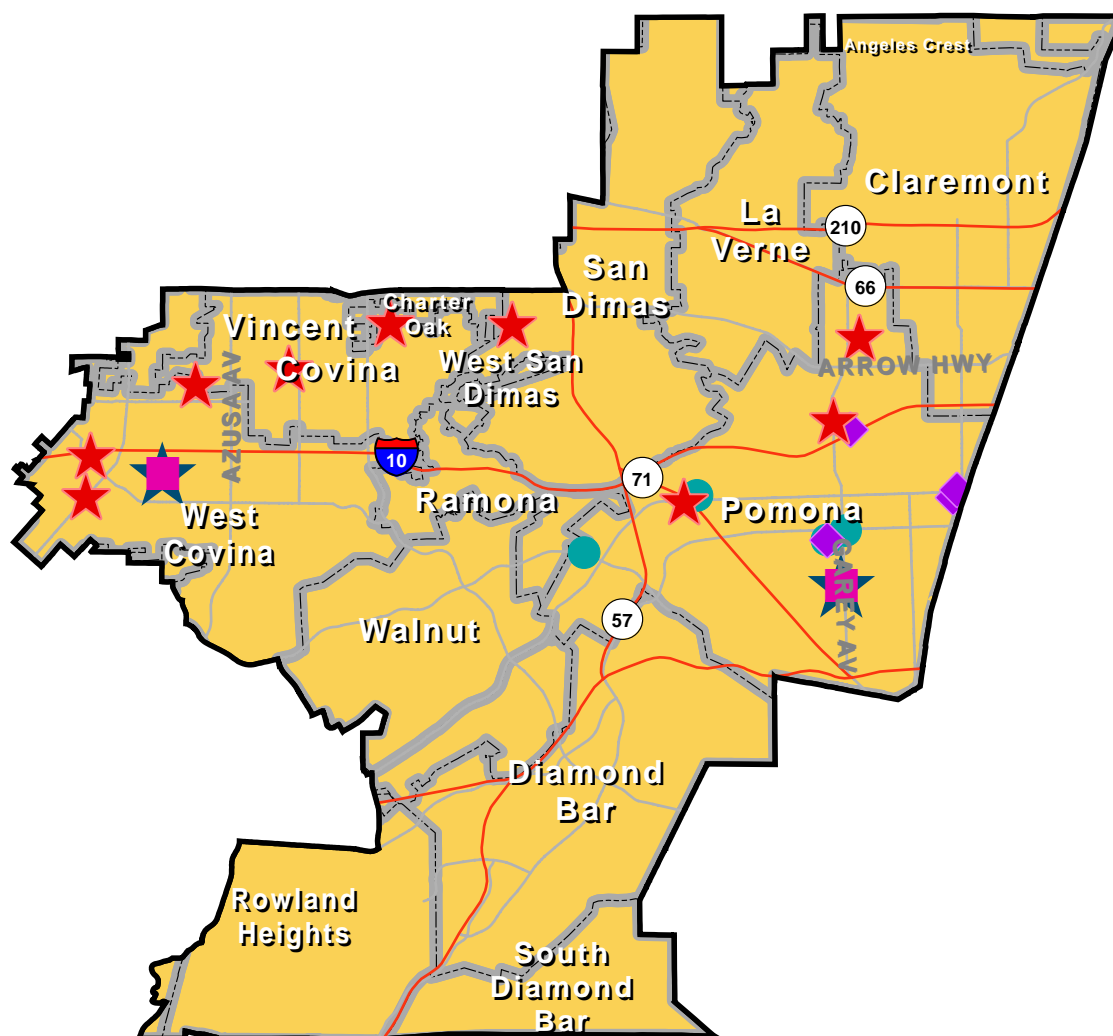 Angeles Crest
Claremont
La
Verne
210
San
Dimas
66
Charter
Oak
Vincent
Covina
West San
Dimas
ARROW HWY
AZUSA AV
10
71
Ramona
Pomona
West
Covina
GAREY AV
57
Walnut
Diamond
Bar
Rowland
Heights
South
Diamond
Bar